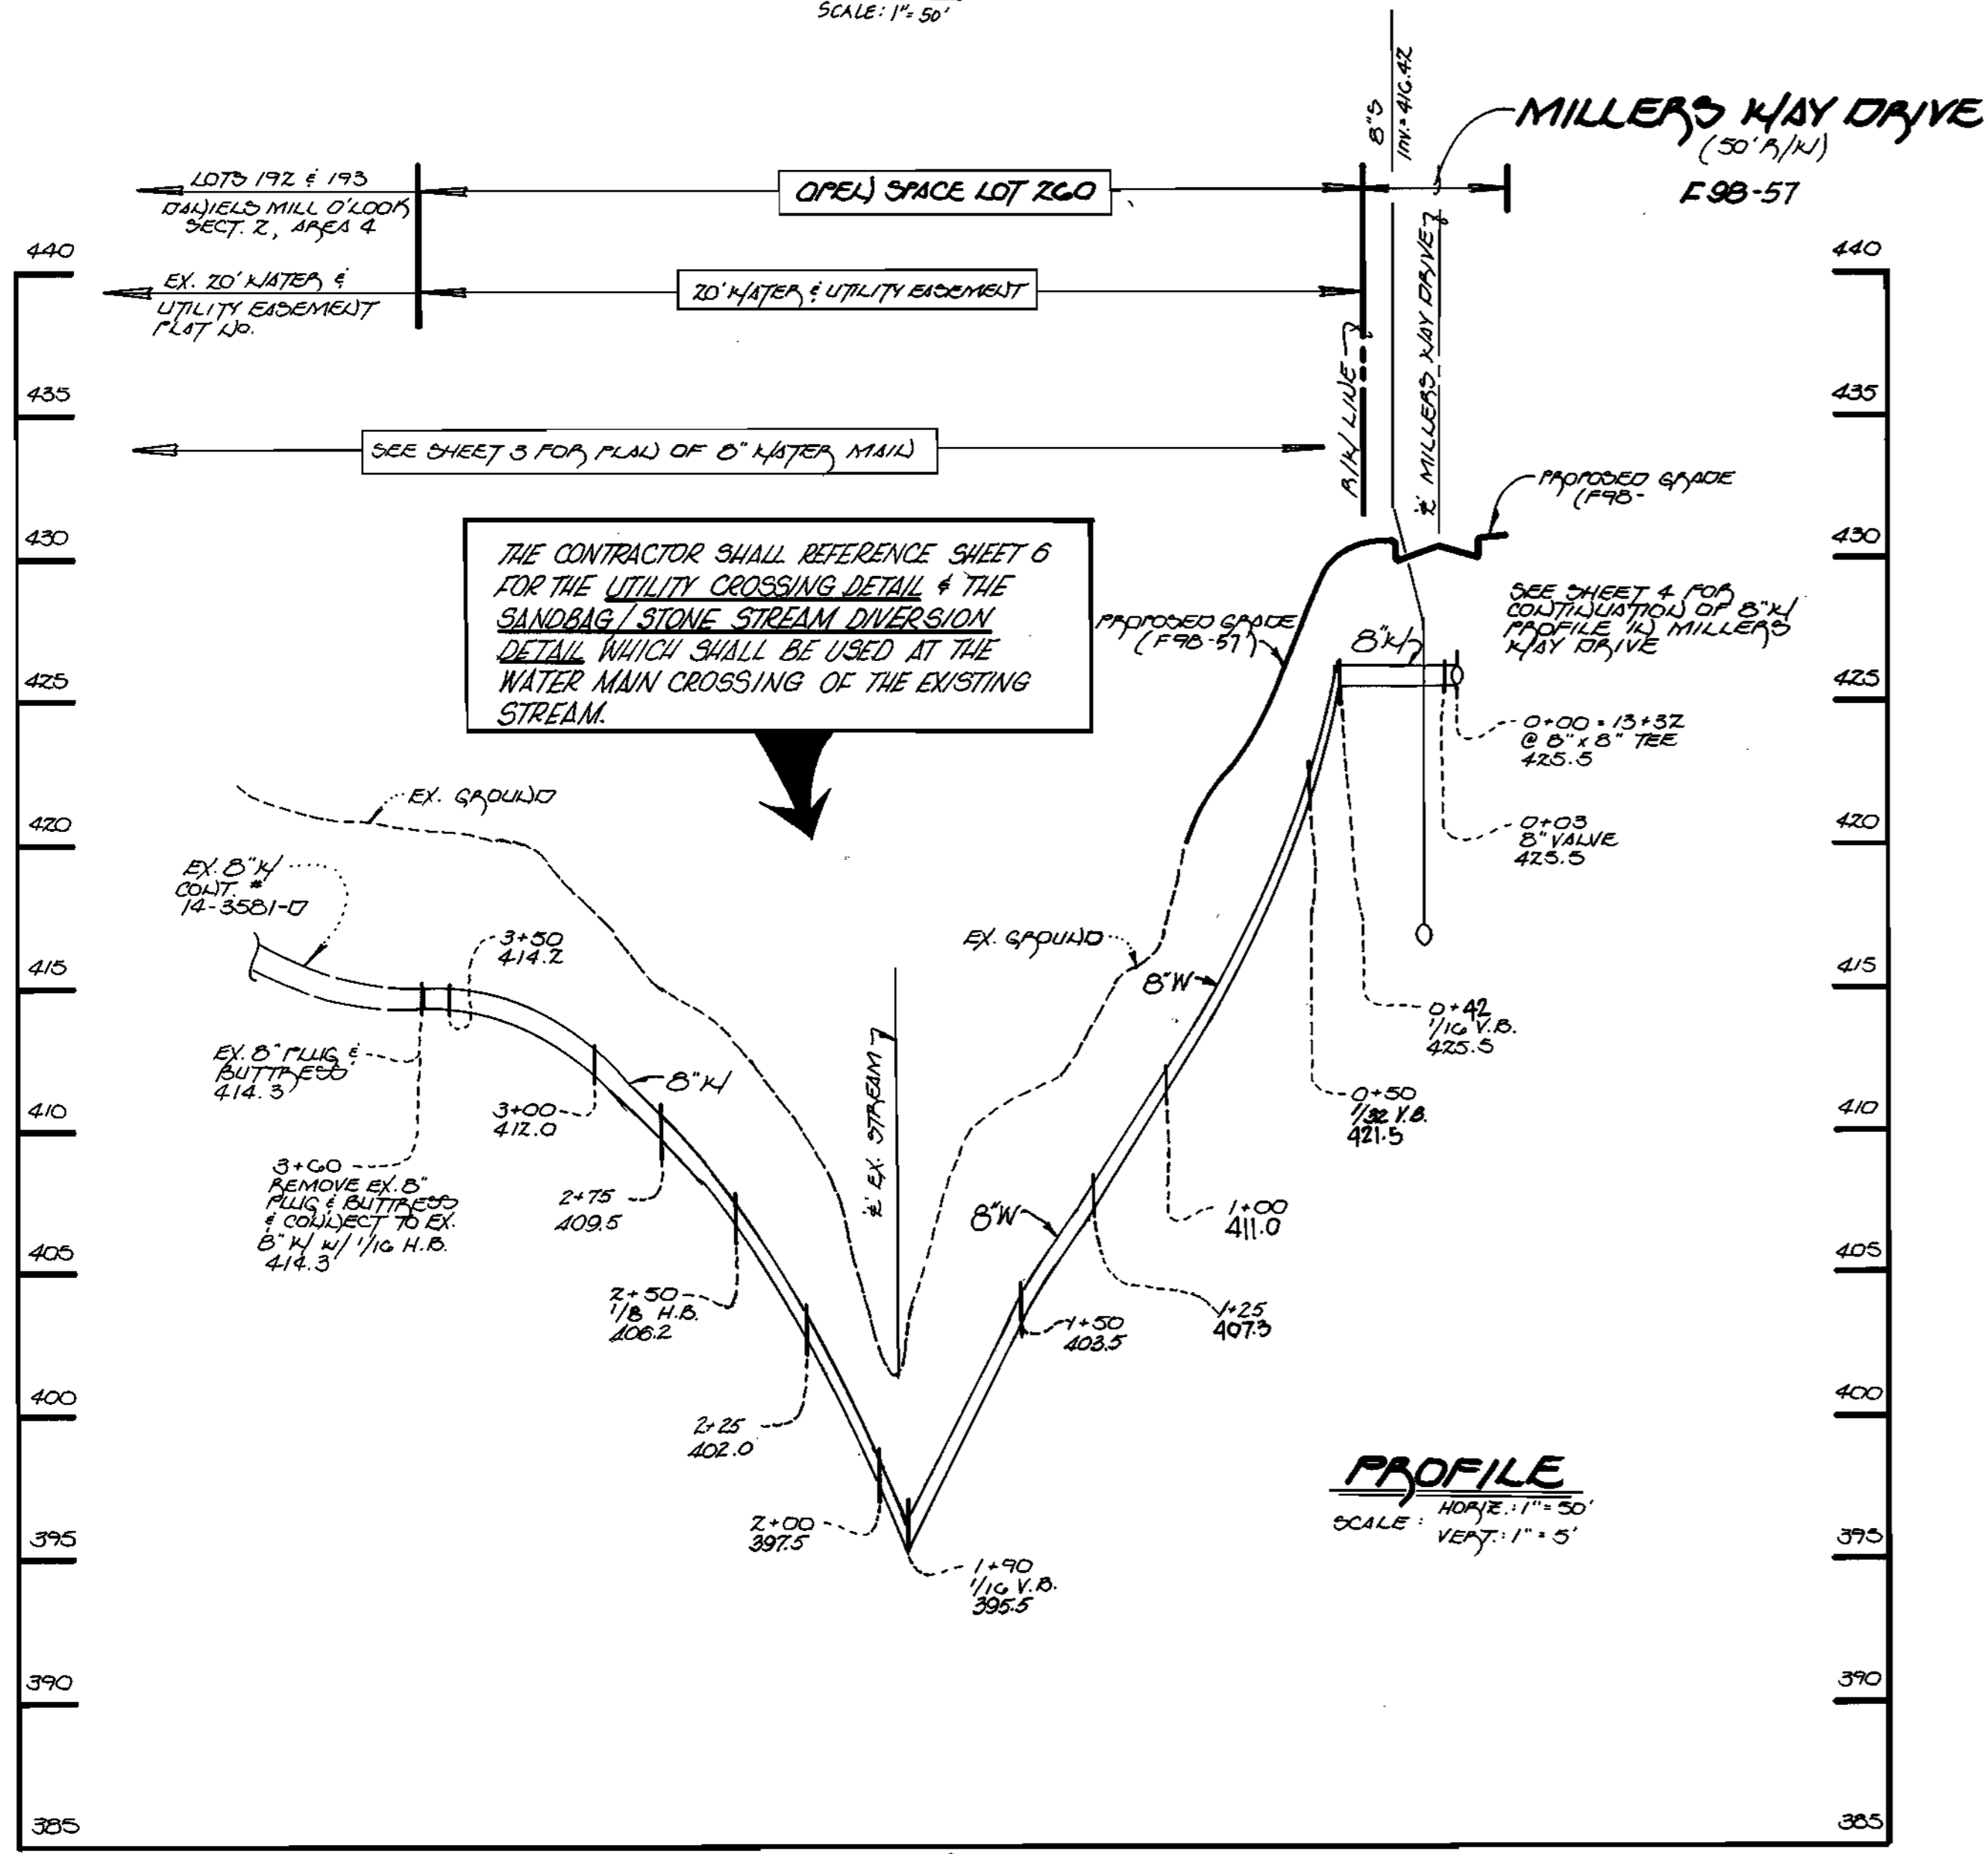 SCALE: 1"= 50'
8"S
INV.= 416.42
MILLERS WAY DRIVE
(50' R/W)
F 98-57
LOTS 192 & 193
DANIELS MILL O'LOOK
SECT. 2, AREA 4
OPEN SPACE LOT 260
EX. 20' WATER &
UTILITY EASEMENT
PLAT NO.
20' WATER & UTILITY EASEMENT
R/W LINE
℄ MILLERS WAY DRIVE
SEE SHEET 3 FOR PLAN OF 8" WATER MAIN
440
435
430
425
420
415
410
405
400
395
390
385
440
435
430
425
420
415
410
405
400
395
390
385
THE CONTRACTOR SHALL REFERENCE SHEET 6
FOR THE UTILITY CROSSING DETAIL & THE
SANDBAG / STONE STREAM DIVERSION
DETAIL WHICH SHALL BE USED AT THE
WATER MAIN CROSSING OF THE EXISTING
STREAM.
PROPOSED GRADE
(F98-
PROPOSED GRADE
(F98-57)
SEE SHEET 4 FOR
CONTINUATION OF 8"W
PROFILE IN MILLERS
WAY DRIVE
8"W
0+00 = 13+32
@ 8" x 8" TEE
425.5
0+03
8" VALVE
425.5
0+42
1/16 V.B.
425.5
0+50
1/32 V.B.
421.5
EX. GROUND
EX. 8"W
CONT. #
14-3581-D
3+50
414.2
EX. 8" PLUG &
BUTTRESS
414.3
3+60
REMOVE EX. 8"
PLUG & BUTTRESS
& CONNECT TO EX.
8" W W/ 1/16 H.B.
414.3
8"W
3+00
412.0
2+75
409.5
2+50
1/8 H.B.
406.2
2+25
402.0
2+00
397.5
℄ EX. STREAM
EX. GROUND
8"W
8"W
1+00
411.0
1+25
407.3
1+50
403.5
1+90
1/16 V.B.
395.5
PROFILE
SCALE: HORIZ.: 1" = 50'
VERT.: 1" = 5'